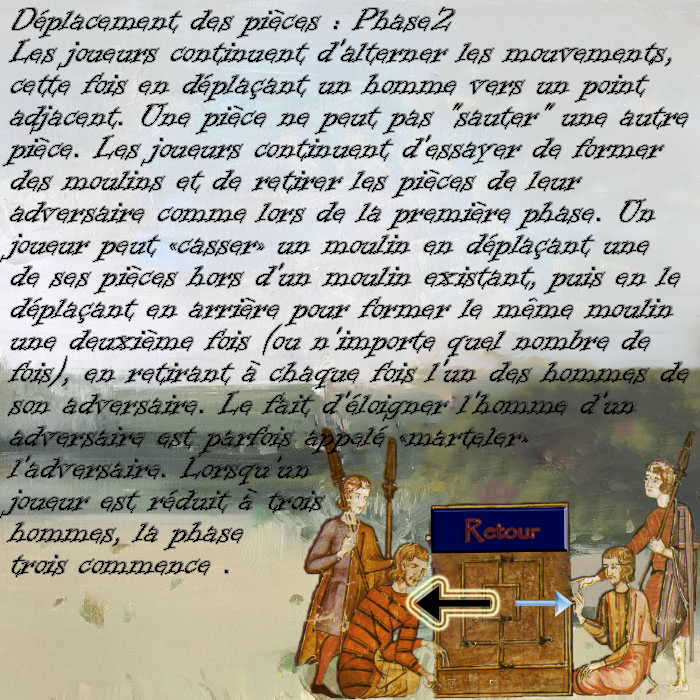 Déplacement des pièces : Phase2
Les joueurs continuent d'alterner les mouvements,
cette fois en déplaçant un homme vers un point
adjacent. Une pièce ne peut pas "sauter" une autre
pièce. Les joueurs continuent d'essayer de former
des moulins et de retirer les pièces de leur
adversaire comme lors de la première phase. Un
joueur peut «casser» un moulin en déplaçant une
de ses pièces hors d'un moulin existant, puis en le
déplaçant en arrière pour former le même moulin
une deuxième fois (ou n'importe quel nombre de
fois), en retirant à chaque fois l'un des hommes de
son adversaire. Le fait d'éloigner l'homme d'un
adversaire est parfois appelé «marteler»
l'adversaire. Lorsqu'un
joueur est réduit à trois
hommes, la phase
trois commence .
Retour